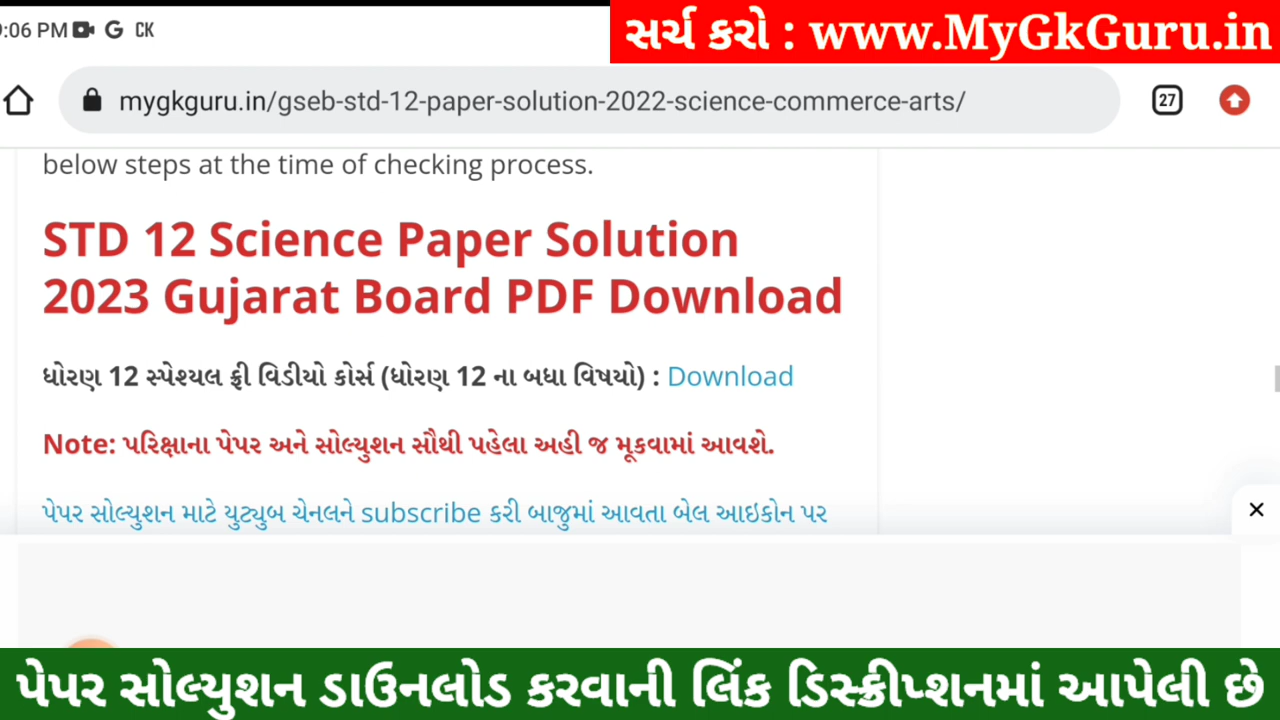 :06 PM G CK
સર્ચ કરો : www.MyGkGuru.in
mygkguru.in/gseb-std-12-paper-solution-2022-science-commerce-arts/
27
below steps at the time of checking process.
STD 12 Science Paper Solution
2023 Gujarat Board PDF Download
ધોરણ 12 સ્પેશ્યલ ફ્રી વિડીયો કોર્સ (ધોરણ 12 ના બધા વિષયો) : Download
Note: પરિક્ષાના પેપર અને સોલ્યુશન સૌથી પહેલા અહી જ મૂકવામાં આવશે.
પેપર સોલ્યુશન માટે યુટ્યુબ ચેનલને subscribe કરી બાજુમાં આવતા બેલ આઇકોન પર
પેપર સોલ્યુશન ડાઉનલોડ કરવાની લિંક ડિસ્ક્રીપ્શનમાં આપેલી છે